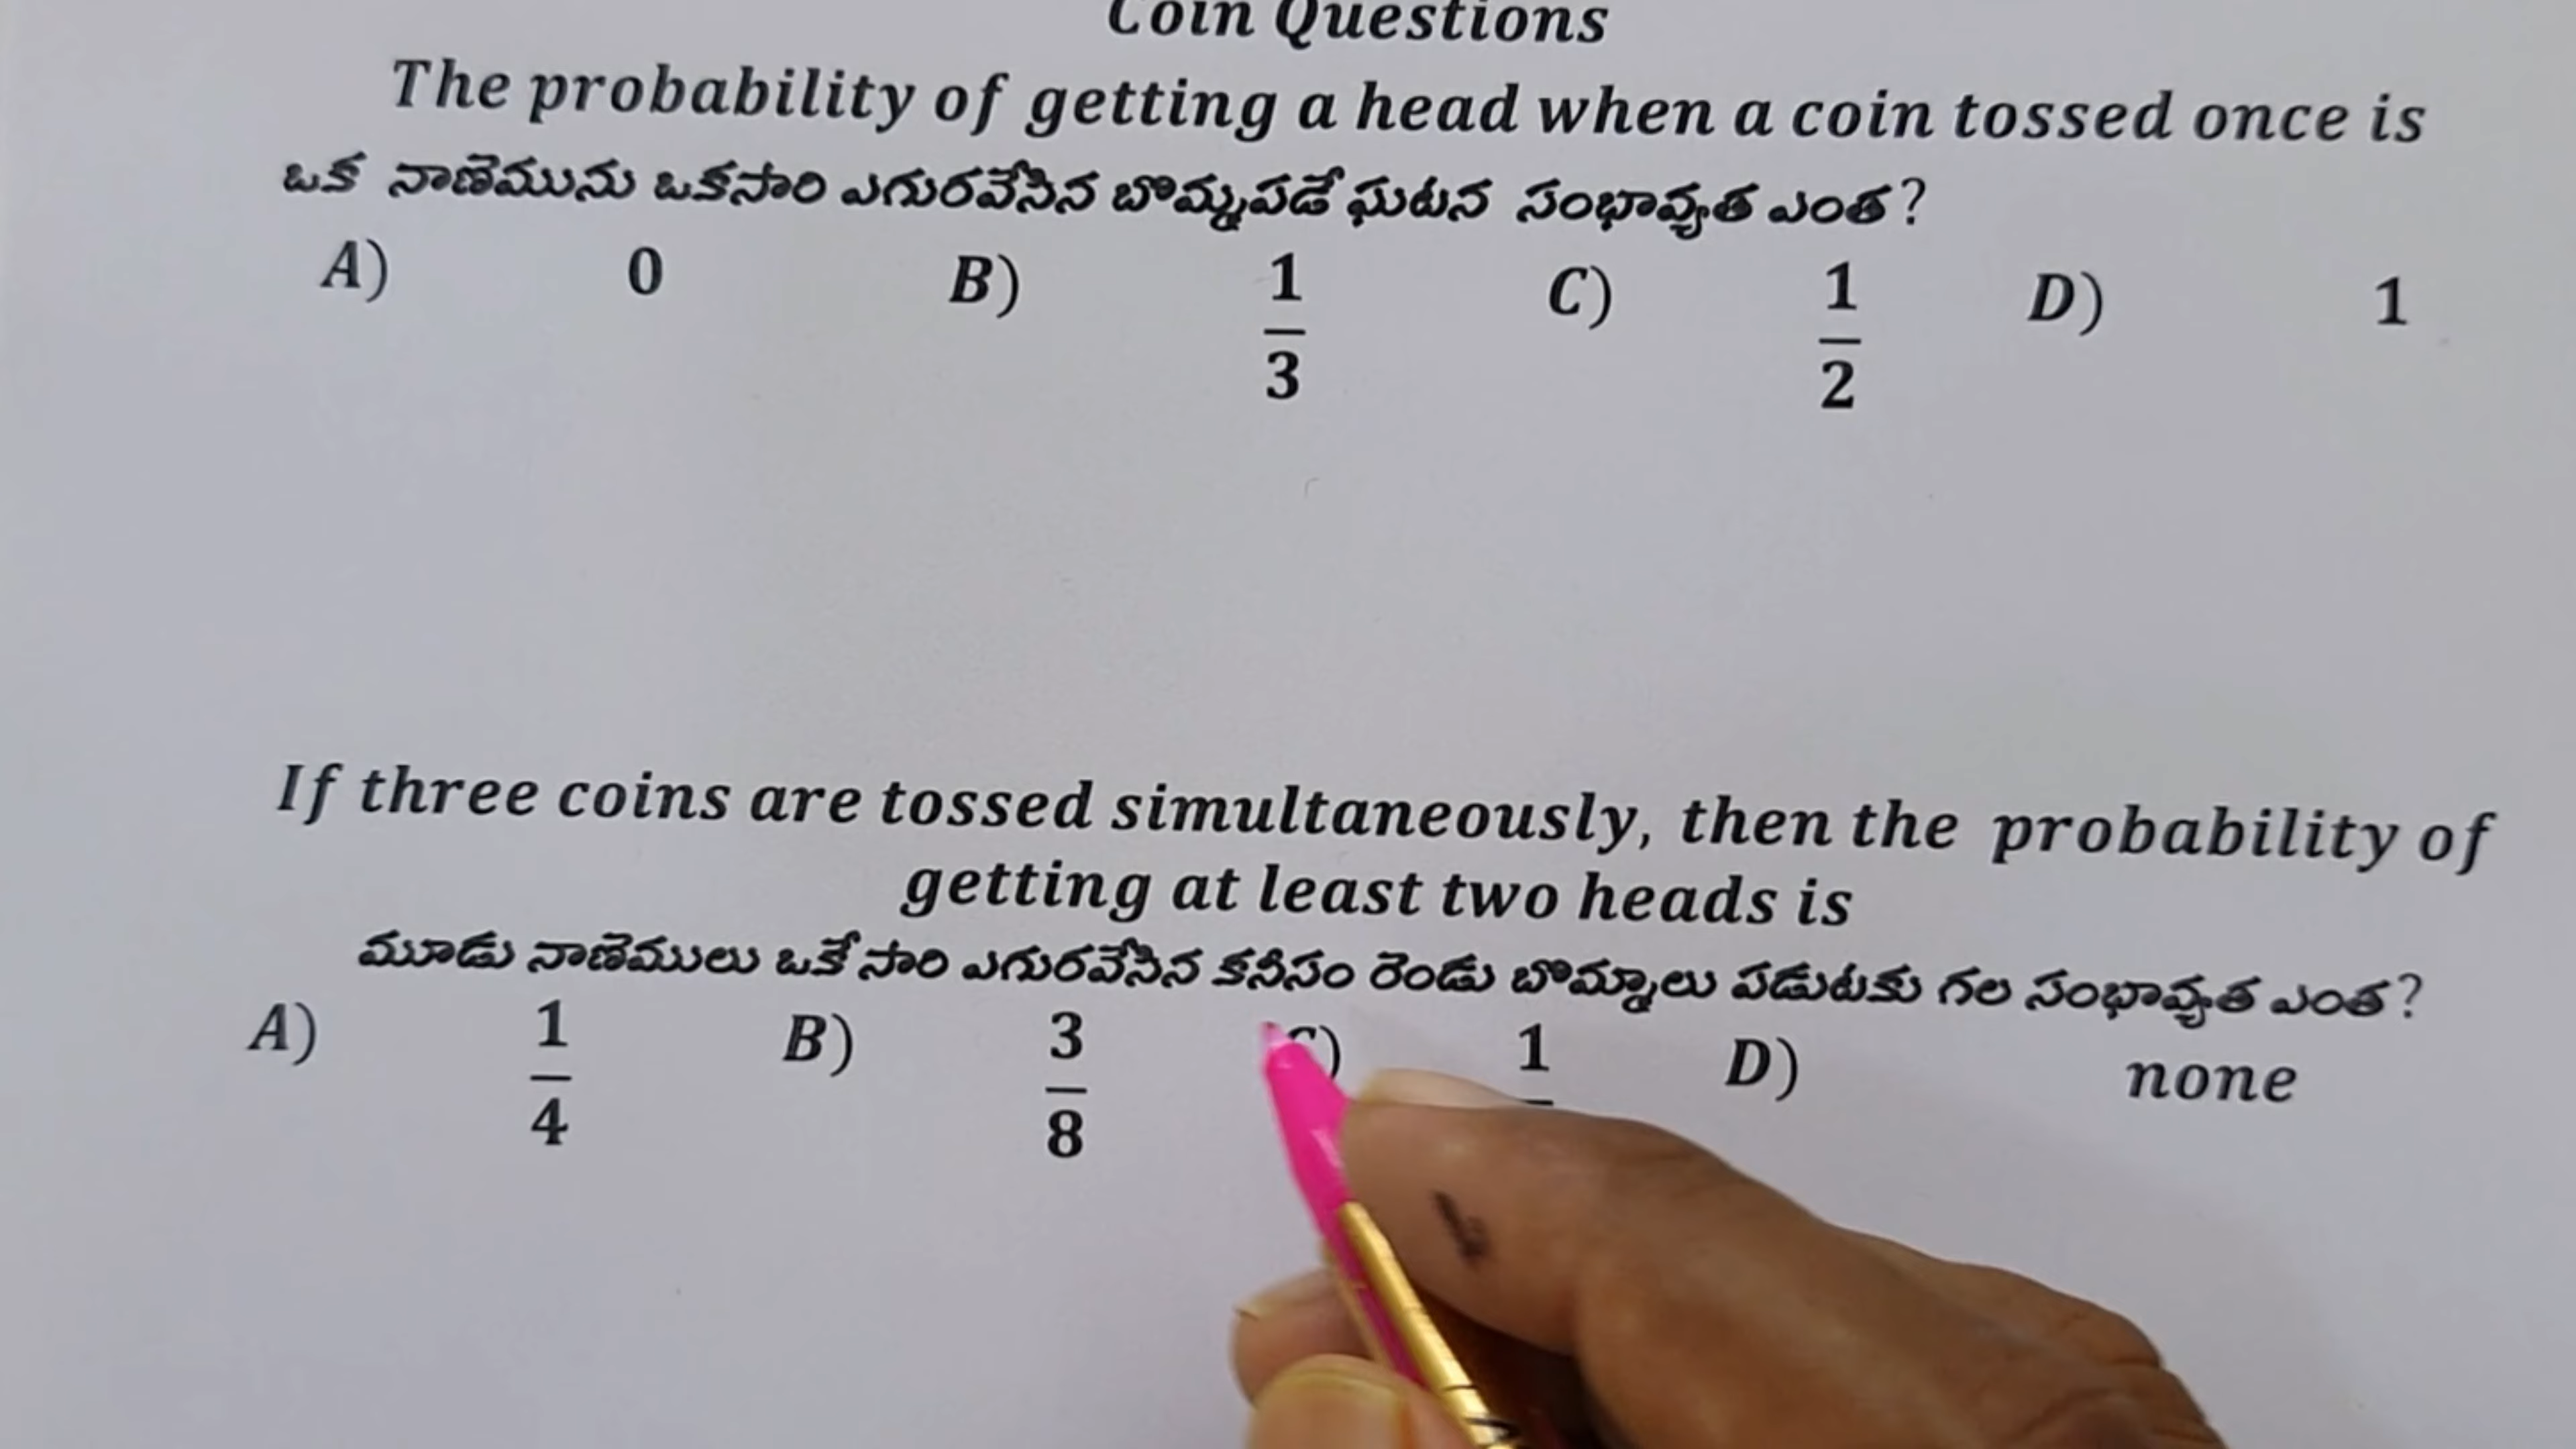 Coin Questions
The probability of getting a head when a coin tossed once is
ఒక నాణెమును ఒకసారి ఎగురవేసిన బొమ్మపడే ఘటన సంభావ్యత ఎంత?
A) 0 B) 1/3 C) 1/2 D) 1
If three coins are tossed simultaneously, then the probability of
getting at least two heads is
మూడు నాణెములు ఒకే సారి ఎగురవేసిన కనీసం రెండు బొమ్మాలు పడుటకు గల సంభావ్యత ఎంత?
A) 1/4 B) 3/8 C) 1 D) none